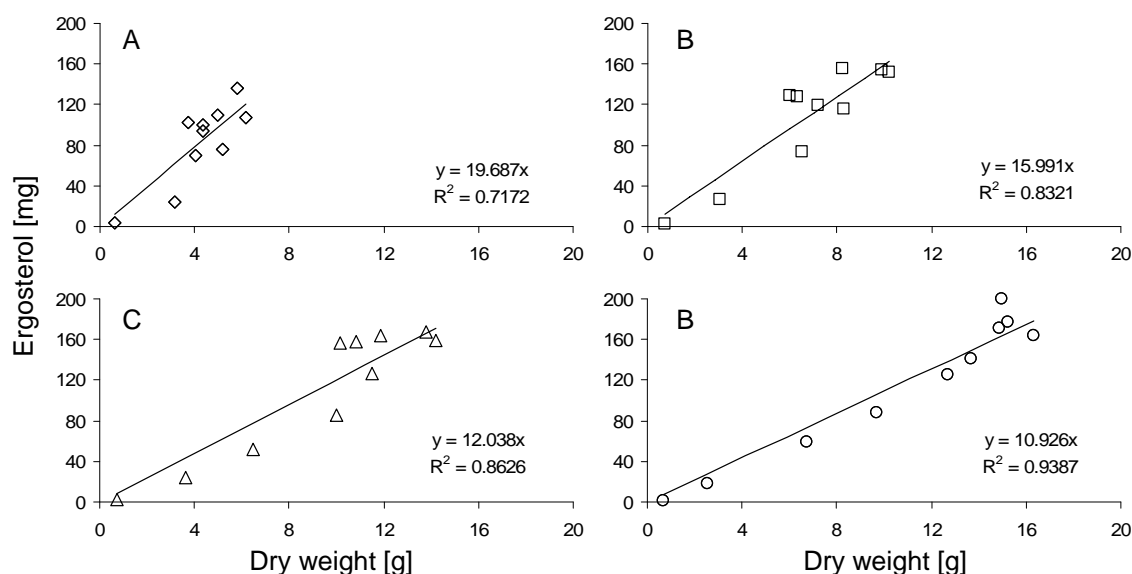 A
200
160
120
80
40
0
0 4 8 12 16 20
y = 19.687x
R² = 0.7172
B
200
160
120
80
40
0
0 4 8 12 16 20
y = 15.991x
R² = 0.8321
Ergosterol [mg]
C
200
160
120
80
40
0
0 4 8 12 16 20
y = 12.038x
R² = 0.8626
Dry weight [g]
B
200
160
120
80
40
0
0 4 8 12 16 20
y = 10.926x
R² = 0.9387
Dry weight [g]